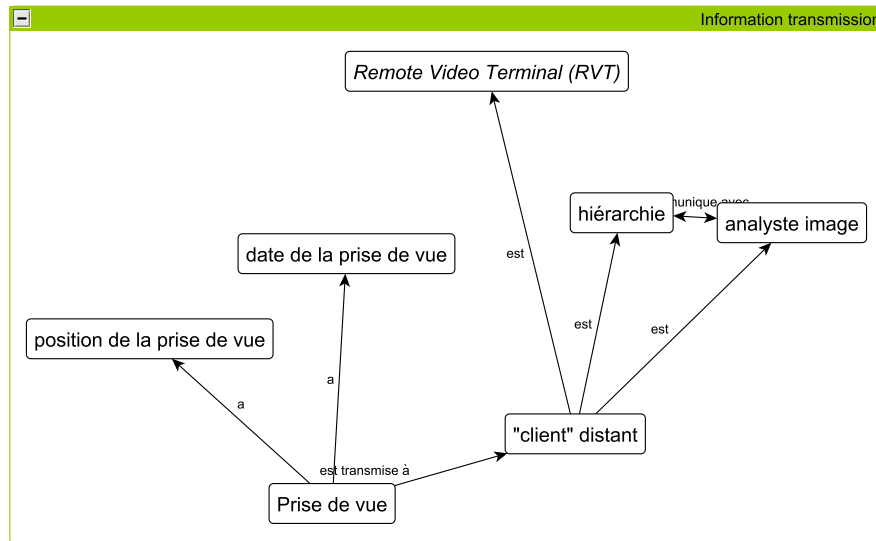 Information transmission
Remote Video Terminal (RVT)
hiérarchie
avec
analyste image
date de la prise de vue
est
position de la prise de vue
est
est
a
a
"client" distant
est transmise à
Prise de vue